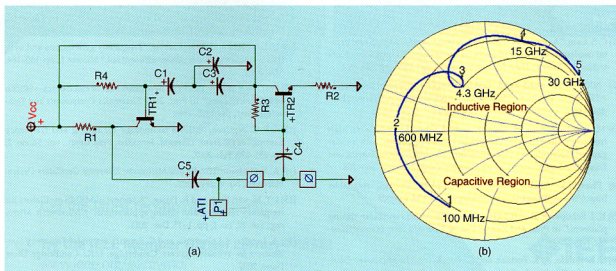 C2
R4
C1
C3
TR1
R3
TR2
R2
Vcc
R1
C4
C5
ATI
P1
Ø
Ø
(a)
4
15 GHz
5
30 GHz
3
4.3 GHz
Inductive Region
2
600 MHZ
Capacitive Region
1
100 MHz
(b)